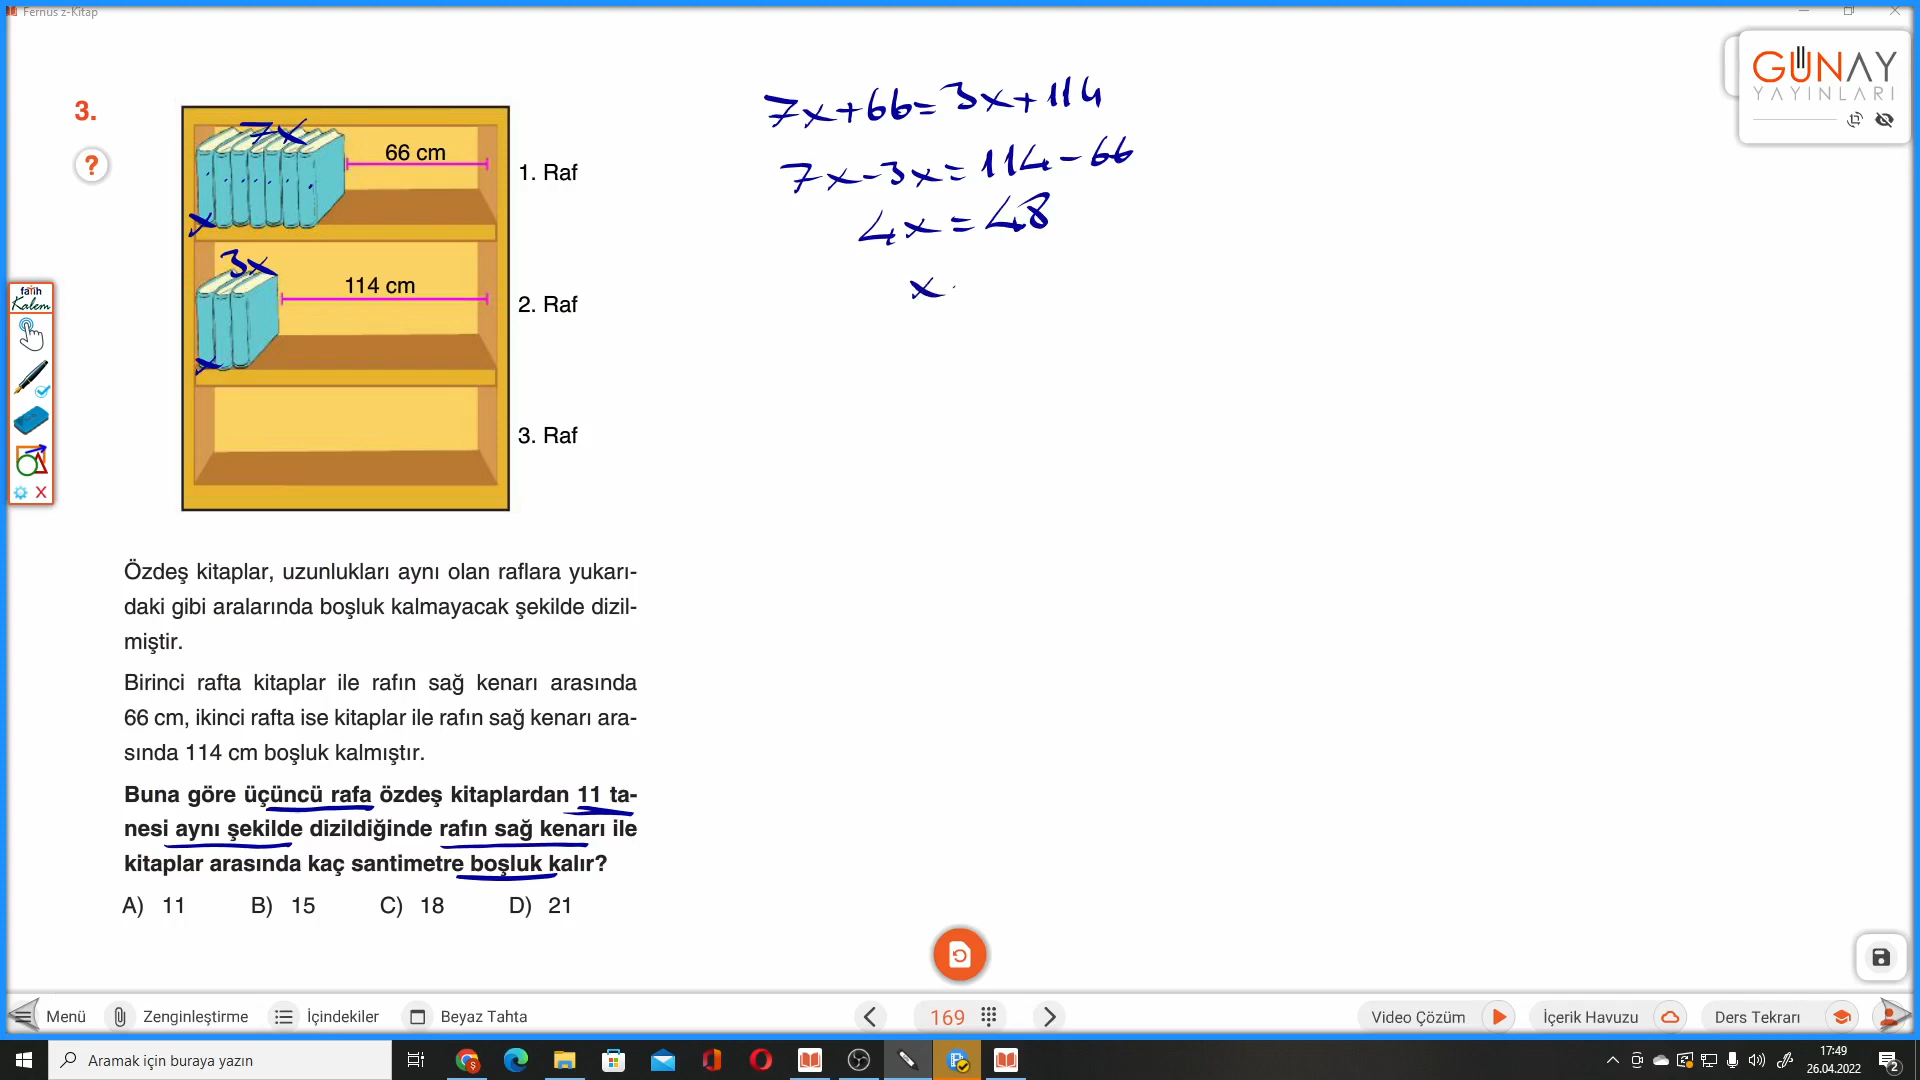 Fernus z-Kitap
GÜNAY
YAYINLARI
7x+66=3x+114
7x-3x=114-66
4x=48
x
3.
?
7x
66 cm
1. Raf
x
3x
114 cm
2. Raf
x
3. Raf
fatih
Kalem
X
Özdeş kitaplar, uzunlukları aynı olan raflara yukarı-
daki gibi aralarında boşluk kalmayacak şekilde dizil-
miştir.
Birinci rafta kitaplar ile rafın sağ kenarı arasında
66 cm, ikinci rafta ise kitaplar ile rafın sağ kenarı ara-
sında 114 cm boşluk kalmıştır.
Buna göre üçüncü rafa özdeş kitaplardan 11 ta-
nesi aynı şekilde dizildiğinde rafın sağ kenarı ile
kitaplar arasında kaç santimetre boşluk kalır?
A) 11 B) 15 C) 18 D) 21
Menü Zenginleştirme İçindekiler Beyaz Tahta 169 Video Çözüm İçerik Havuzu Ders Tekrarı
Aramak için buraya yazın
17:49
26.04.2022
2